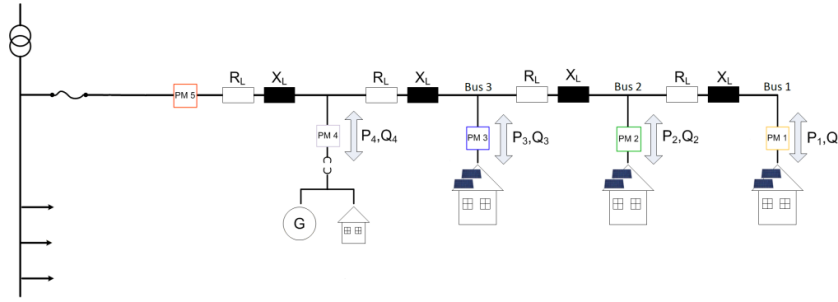 R_L X_L R_L X_L Bus 3 R_L X_L Bus 2 R_L X_L Bus 1
PM 5
PM 4 P_4,Q_4 PM 3 P_3,Q_3 PM 2 P_2,Q_2 PM 1 P_1,Q
G